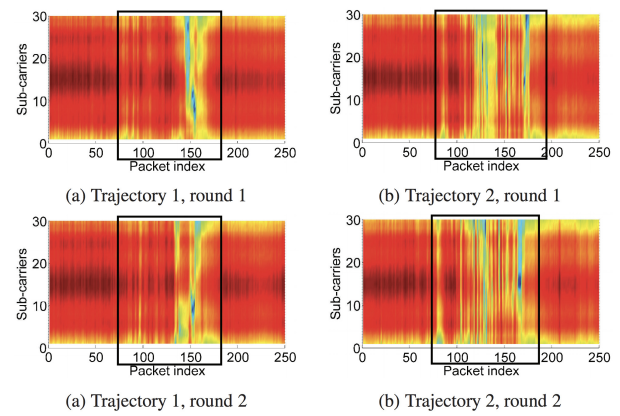 30
20
10
0
Sub-carriers
0 50 100 150 200 250
Packet index
(a) Trajectory 1, round 1
30
20
10
0
Sub-carriers
0 50 100 150 200 250
Packet index
(b) Trajectory 2, round 1
30
20
10
0
Sub-carriers
0 50 100 150 200 250
Packet index
(a) Trajectory 1, round 2
30
20
10
0
Sub-carriers
0 50 100 150 200 250
Packet index
(b) Trajectory 2, round 2